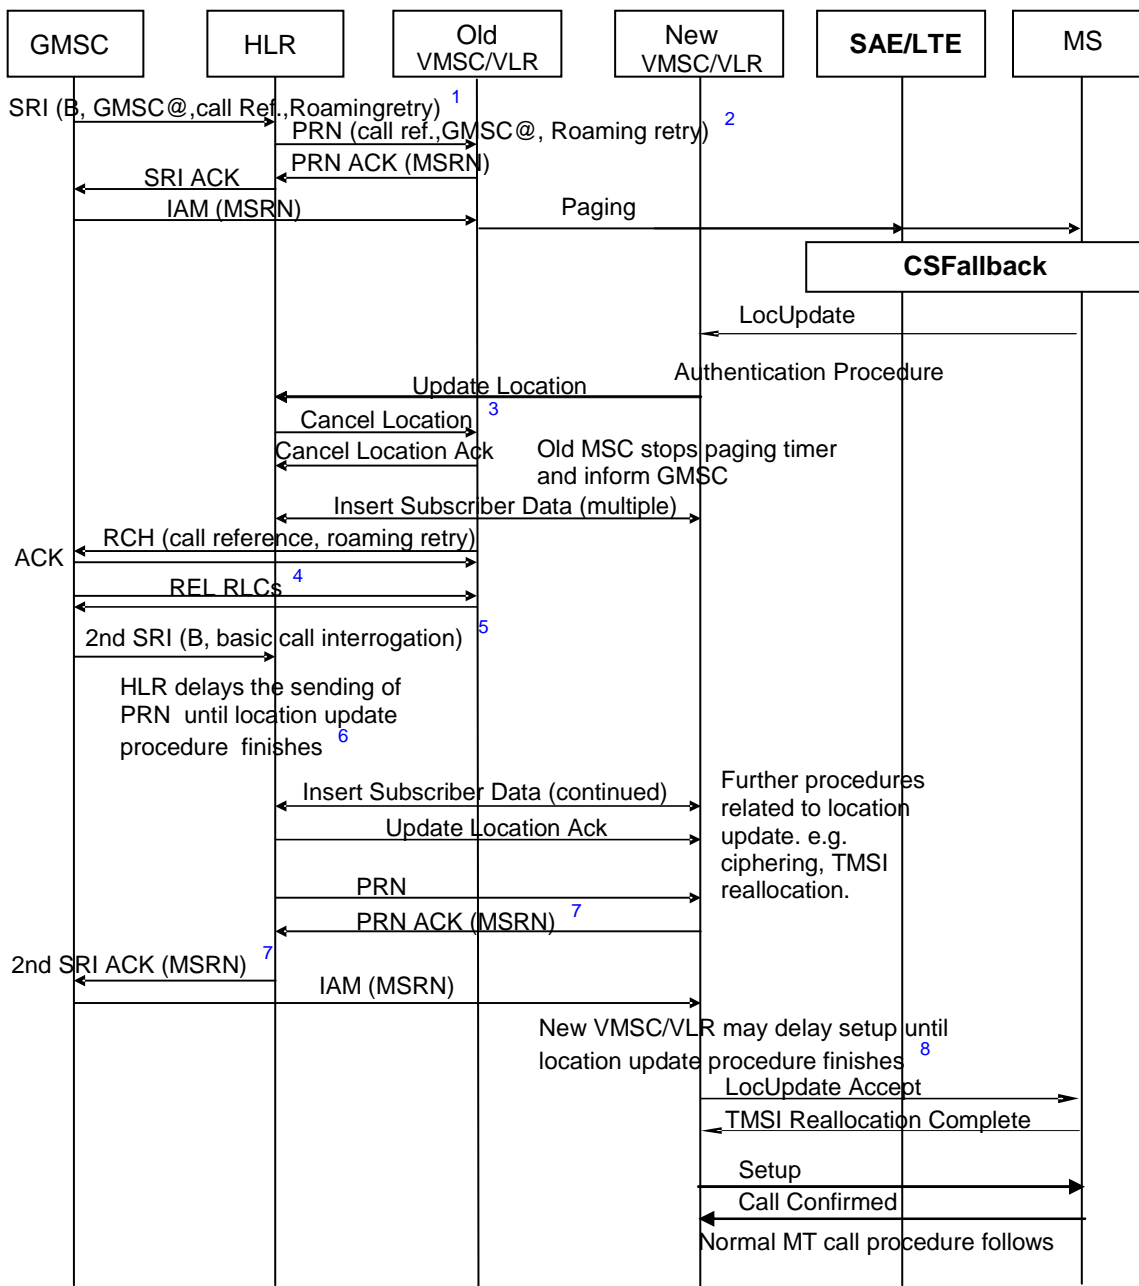 GMSC
HLR
Old
VMSC/VLR
New
VMSC/VLR
SAE/LTE
MS
SRI (B, GMSC@,call Ref.,Roamingretry) 1
PRN (call ref.,GMSC@, Roaming retry) 2
PRN ACK (MSRN)
SRI ACK
IAM (MSRN)
Paging
CSFallback
LocUpdate
Authentication Procedure
Update Location
Cancel Location 3
Cancel Location Ack
Old MSC stops paging timer
and inform GMSC
Insert Subscriber Data (multiple)
RCH (call reference, roaming retry)
ACK
REL RLCs 4
2nd SRI (B, basic call interrogation) 5
HLR delays the sending of
PRN until location update
procedure finishes 6
Insert Subscriber Data (continued)
Update Location Ack
Further procedures
related to location
update. e.g.
ciphering, TMSI
reallocation.
PRN
PRN ACK (MSRN) 7
2nd SRI ACK (MSRN) 7
IAM (MSRN)
New VMSC/VLR may delay setup until
location update procedure finishes 8
LocUpdate Accept
TMSI Reallocation Complete
Setup
Call Confirmed
Normal MT call procedure follows